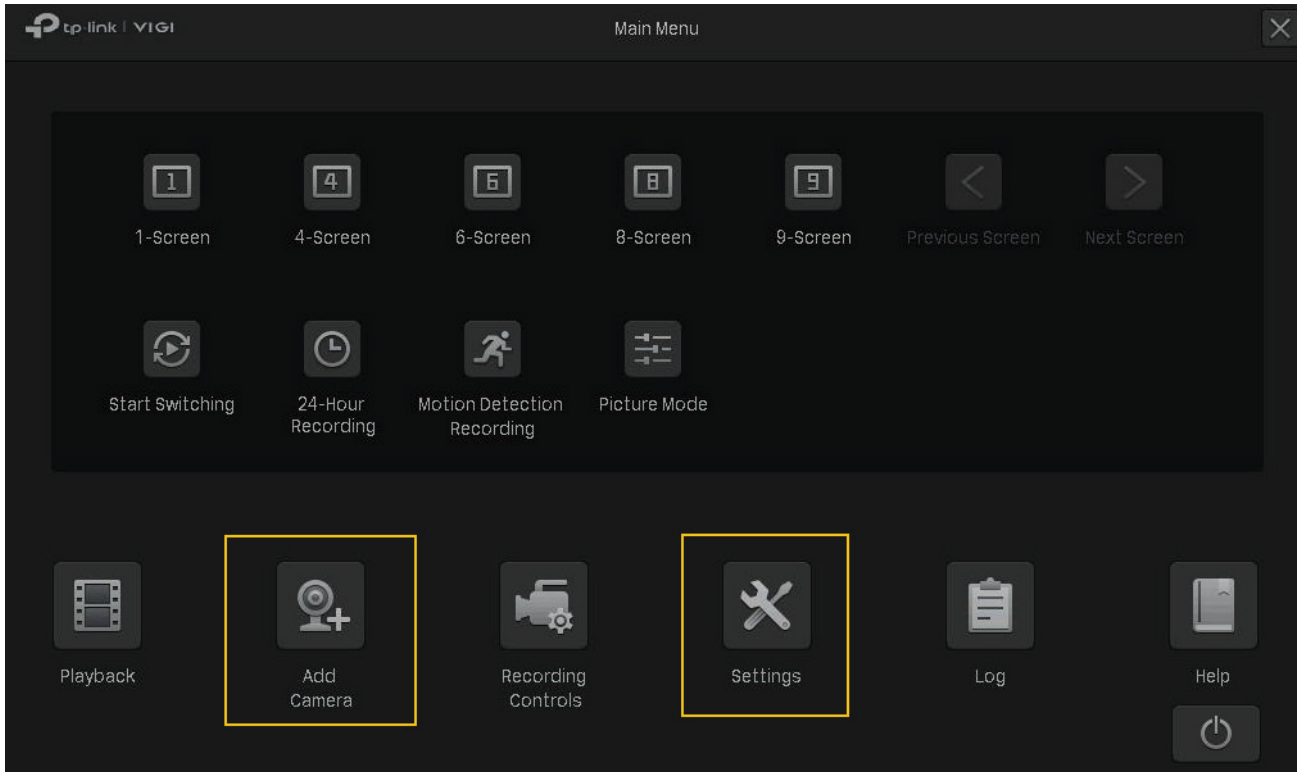 tp-link | VIGI
Main Menu
1
4
6
8
9
1-Screen
4-Screen
6-Screen
8-Screen
9-Screen
Previous Screen
Next Screen
Start Switching
24-Hour
Recording
Motion Detection
Recording
Picture Mode
Playback
Add
Camera
Recording
Controls
Settings
Log
Help